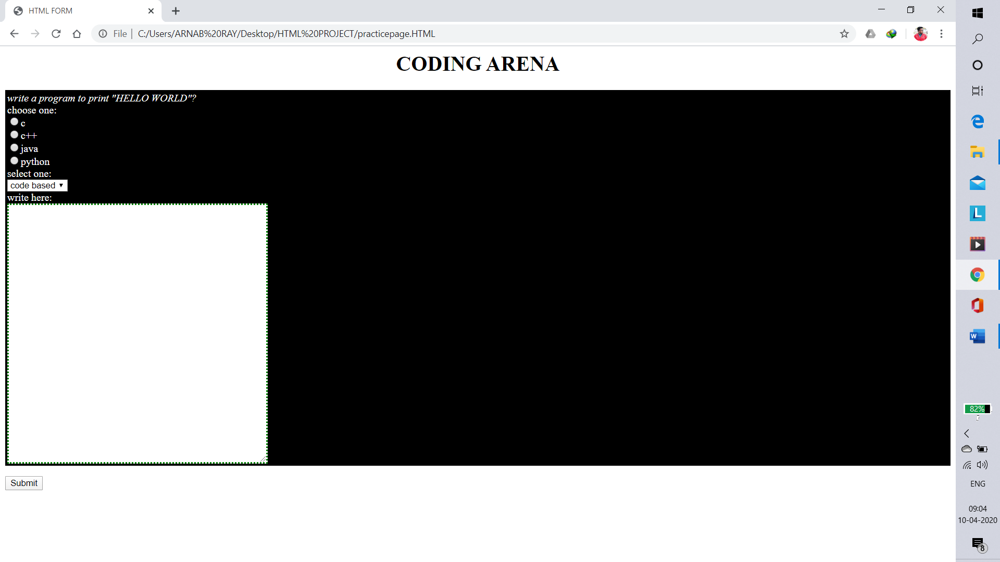 HTML FORM
File | C:/Users/ARNAB%20RAY/Desktop/HTML%20PROJECT/practicepage.HTML
CODING ARENA
write a program to print "HELLO WORLD"?
choose one:
c
c++
java
python
select one:
code based
write here:
Submit
L
W
82%
ENG
09:04
10-04-2020
8